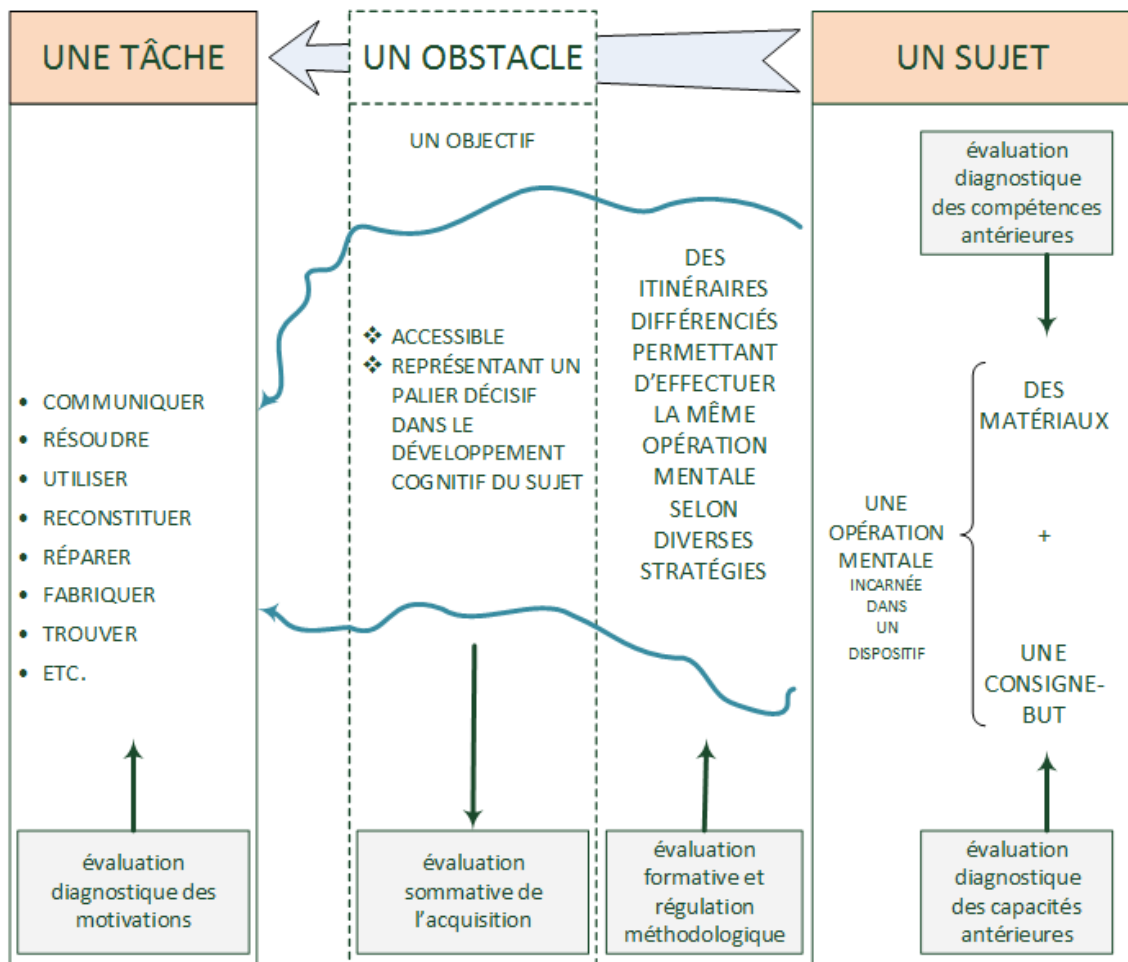 UNE TÂCHE
UN OBSTACLE
UN SUJET
UN OBJECTIF
évaluation
diagnostique
des compétences
antérieures
DES
ITINÉRAIRES
DIFFÉRENCIÉS
PERMETTANT
D'EFFECTUER
LA MÊME
OPÉRATION
MENTALE
SELON
DIVERSES
STRATÉGIES
❖ ACCESSIBLE
❖ REPRÉSENTANT UN
PALIER DÉCISIF
DANS LE
DÉVELOPPEMENT
COGNITIF DU SUJET
• COMMUNIQUER
• RÉSOUDRE
• UTILISER
• RECONSTITUER
• RÉPARER
• FABRIQUER
• TROUVER
• ETC.
UNE
OPÉRATION
MENTALE
INCARNÉE
DANS
UN
DISPOSITIF
DES
MATÉRIAUX
+
UNE
CONSIGNE-
BUT
évaluation
diagnostique des
motivations
évaluation
sommative de
l'acquisition
évaluation
formative et
régulation
méthodologique
évaluation
diagnostique
des capacités
antérieures